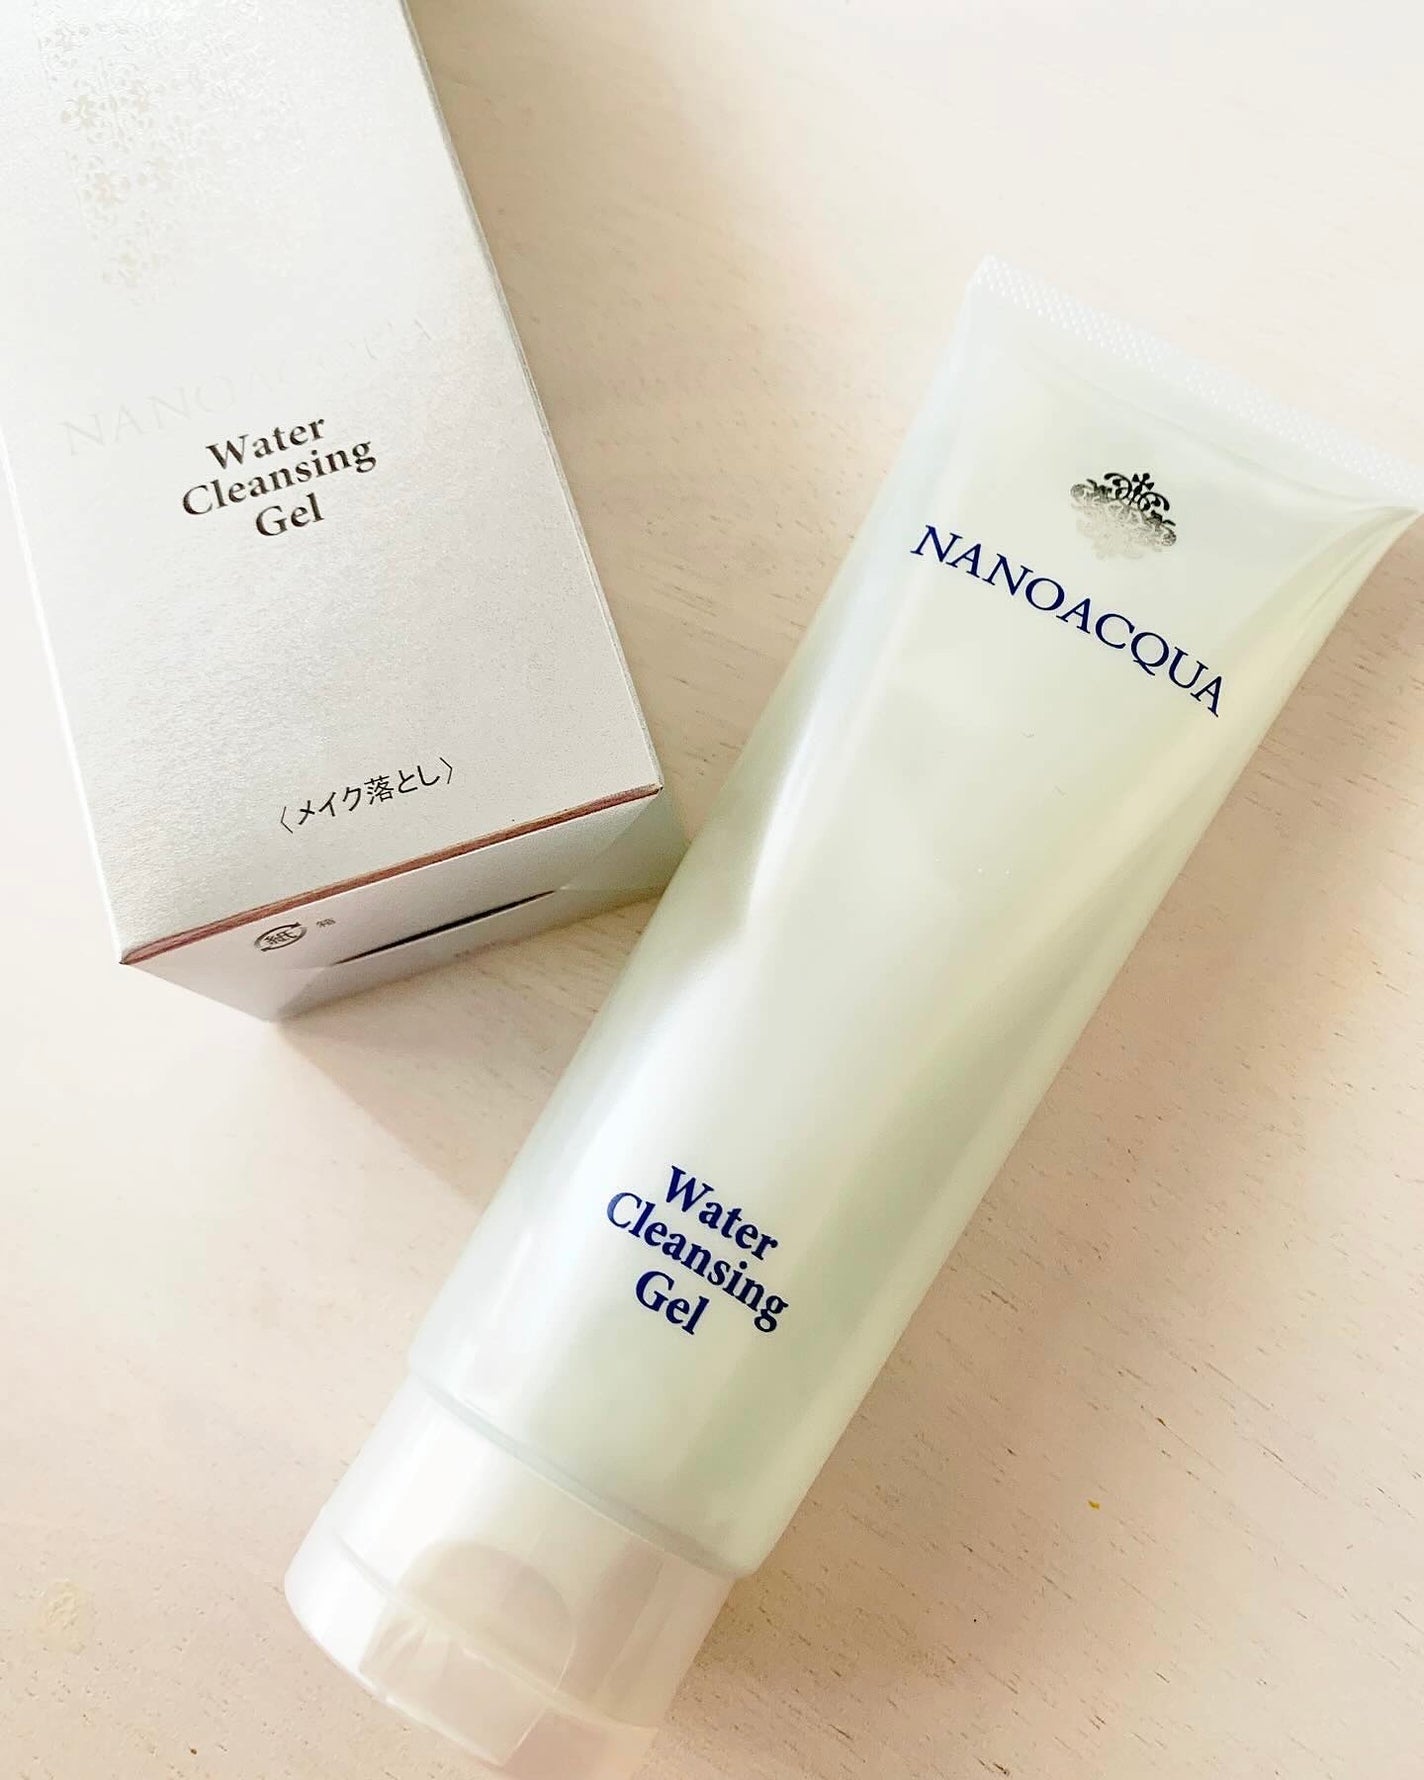 NANOACQUA
Water
Cleansing
Gel
〈メイク落とし〉
紙
箱
NANOACQUA
Water
Cleansing
Gel